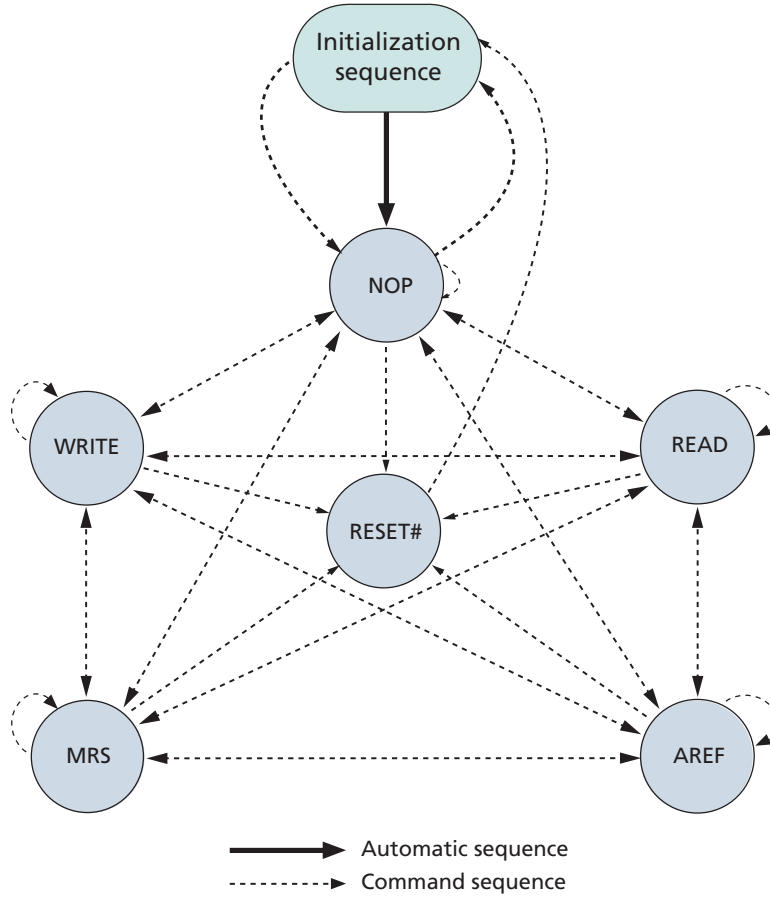 Initialization
sequence
NOP
WRITE
READ
RESET#
MRS
AREF
Automatic sequence
Command sequence